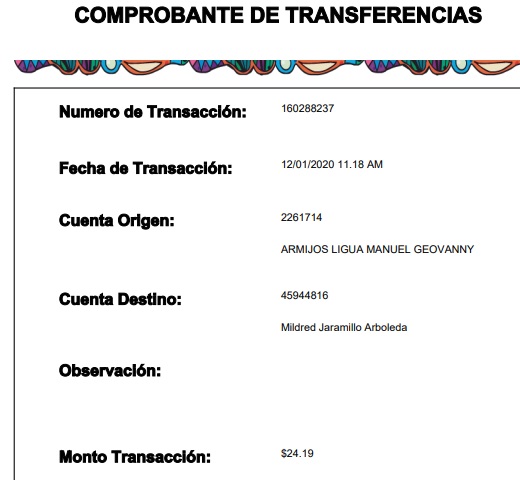 COMPROBANTE DE TRANSFERENCIAS
Numero de Transacción: 160288237
Fecha de Transacción: 12/01/2020 11.18 AM
Cuenta Origen: 2261714
ARMIJOS LIGUA MANUEL GEOVANNY
Cuenta Destino: 45944816
Mildred Jaramillo Arboleda
Observación:
Monto Transacción: $24.19